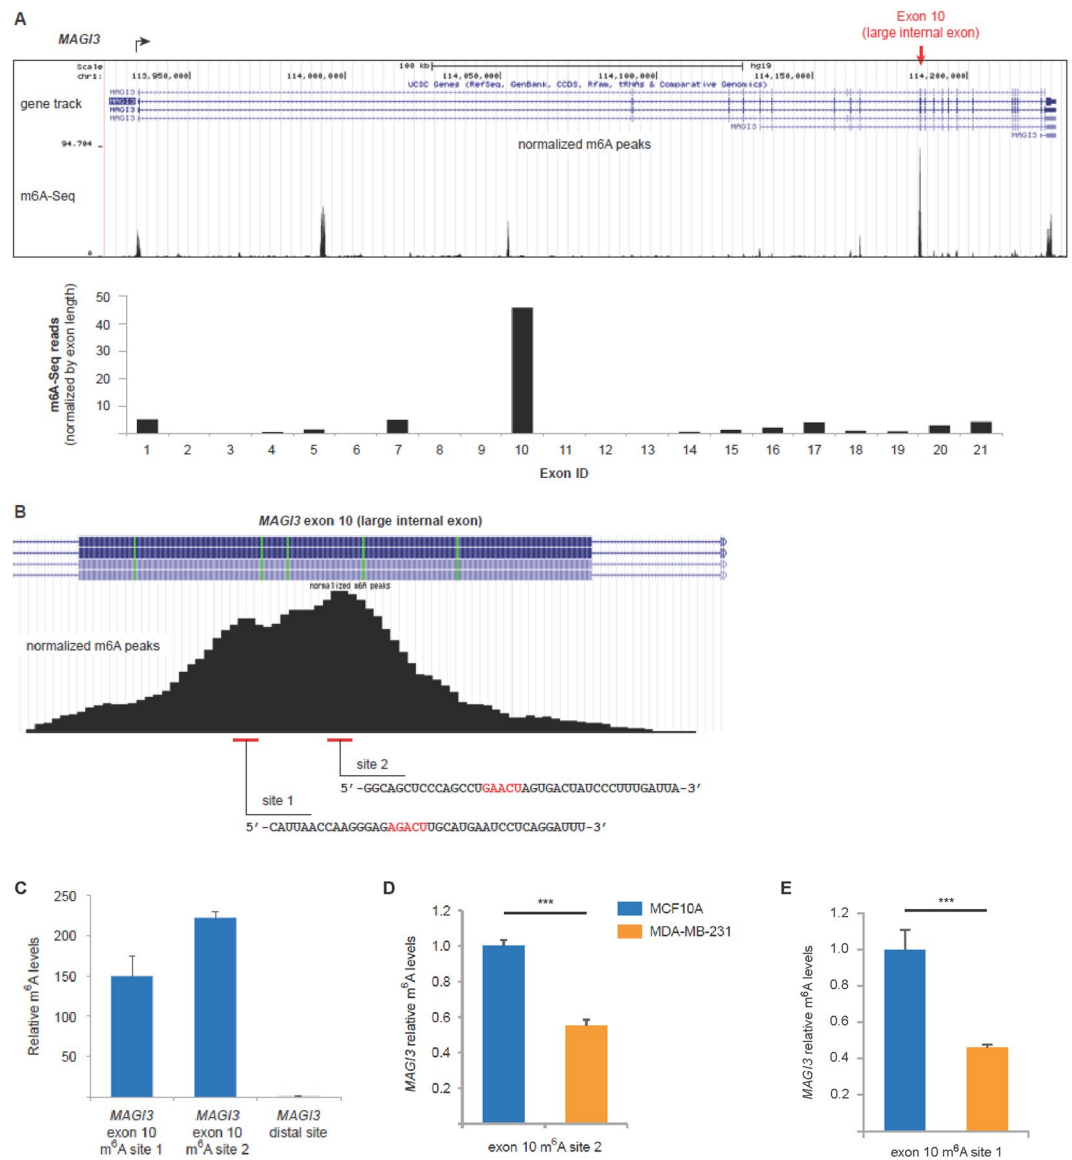 A
MAGI3
Exon 10
(large internal exon)
Scale
100 kb
hg19
chr1:
113,950,000
114,000,000
114,050,000
114,100,000
114,150,000
114,200,000
UCSC Genes (RefSeq, GenBank, CCDS, Rfam, tRNAs & Comparative Genomics)
gene track
MAGI3
MAGI3
MAGI3
MAGI3
MAGI3
MAGI3
94.704
normalized m6A peaks
m6A-Seq
0
m6A-Seq reads
(normalized by exon length)
50
40
30
20
10
1 2 3 4 5 6 7 8 9 10 11 12 13 14 15 16 17 18 19 20 21
Exon ID
B
MAGI3 exon 10 (large internal exon)
normalized m6A peaks
normalized m6A peaks
site 2
5’-GGCAGCUCCCAGCCUGAACUAGUGACUAUCCCUUUGAUUA-3’
site 1
5’-CAUUAACCAAGGGAGAGACUUGCAUGAAUCCUCAGGAUUU-3’
C
Relative m6A levels
250
200
150
100
50
MAGI3 exon 10 m6A site 1
MAGI3 exon 10 m6A site 2
MAGI3 distal site
D
MAGI3 relative m6A levels
1.2
1.0
0.8
0.6
0.4
0.2
***
MCF10A
MDA-MB-231
exon 10 m6A site 2
E
MAGI3 relative m6A levels
1.2
1.0
0.8
0.6
0.4
0.2
***
exon 10 m6A site 1